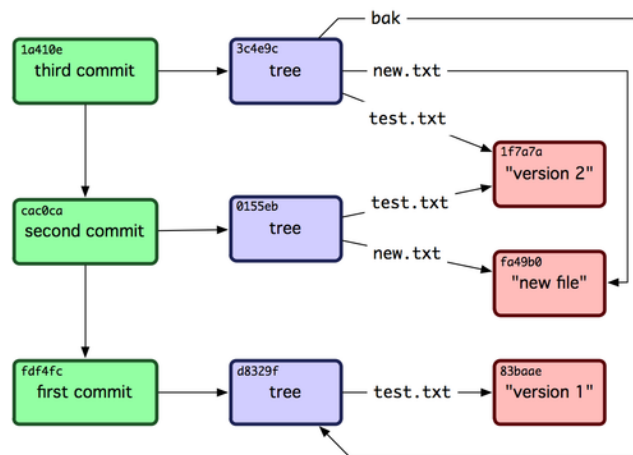 bak
1a410e
third commit
3c4e9c
tree
new.txt
test.txt
1f7a7a
"version 2"
cac0ca
second commit
0155eb
tree
test.txt
new.txt
fa49b0
"new file"
fdf4fc
first commit
d8329f
tree
test.txt
83baae
"version 1"